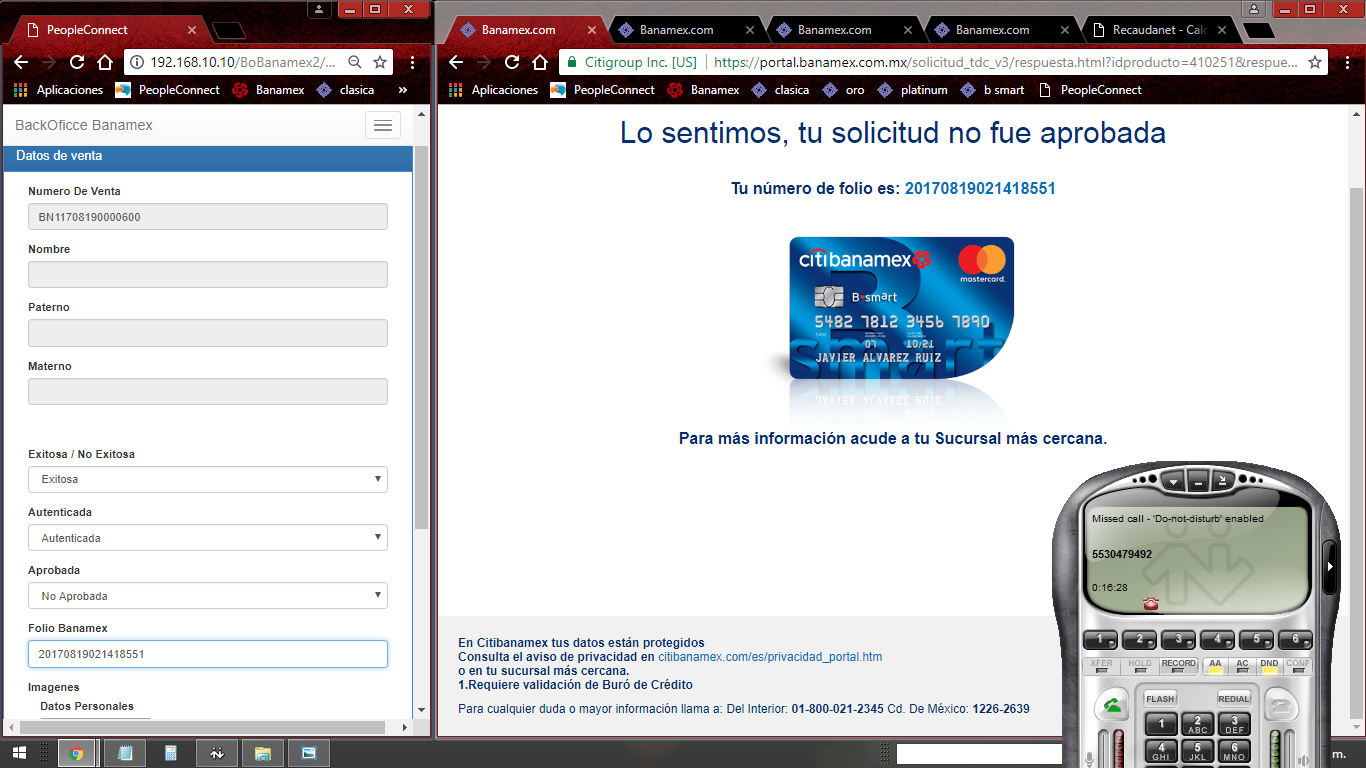 PeopleConnect
192.168.10.10/BoBanamex2/...
Aplicaciones PeopleConnect Banamex clasica »
BackOficce Banamex
Datos de venta
Numero De Venta
BN11708190000600
Nombre
Paterno
Materno
Exitosa / No Exitosa
Exitosa
Autenticada
Autenticada
Aprobada
No Aprobada
Folio Banamex
20170819021418551
Imagenes
Datos Personales
Banamex.com Banamex.com Banamex.com Banamex.com Recaudanet - Calc
Citigroup Inc. [US] https://portal.banamex.com.mx/solicitud_tdc_v3/respuesta.html?idproducto=410251&respue...
Aplicaciones PeopleConnect Banamex clasica oro platinum b smart PeopleConnect
Lo sentimos, tu solicitud no fue aprobada
Tu número de folio es: 20170819021418551
citibanamex
mastercard.
B•smart
5482 7812 3456 7890
07 10/21
JAVIER ALVAREZ RUIZ
smart
Para más información acude a tu Sucursal más cercana.
En Citibanamex tus datos están protegidos
Consulta el aviso de privacidad en citibanamex.com/es/privacidad_portal.htm
o en tu sucursal más cercana.
1.Requiere validación de Buró de Crédito
Para cualquier duda o mayor información llama a: Del Interior: 01-800-021-2345 Cd. De México: 1226-2639
Missed call - 'Do-not-disturb' enabled
5530479492
0:16:28
1 2 3 4 5 6
XFER HOLD RECORD AA AC DND CONF
FLASH REDIAL
1 2 ABC 3 DEF
4 GHI 5 JKL 6 MNO
m.